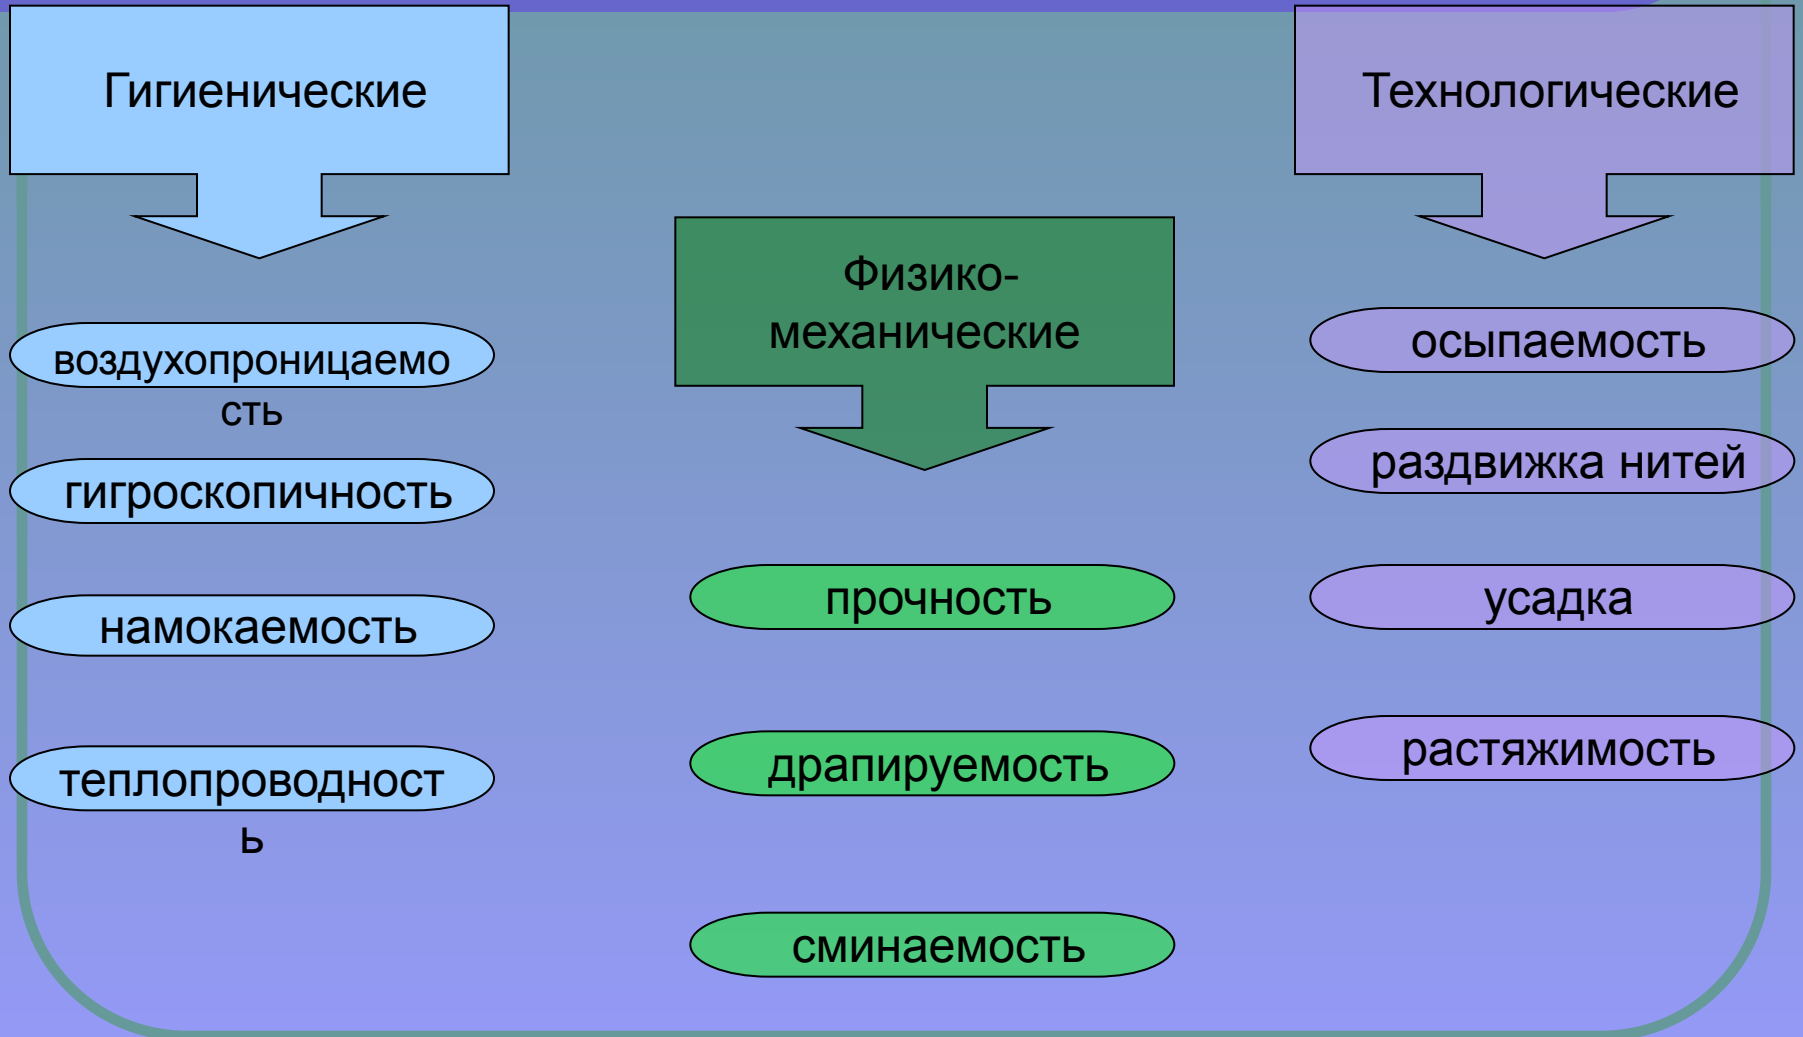 Гигиенические
воздухопроницаемо
сть
гигроскопичность
намокаемость
теплопроводност
ь
Физико-
механические
прочность
драпируемость
сминаемость
Технологические
осыпаемость
раздвижка нитей
усадка
растяжимость